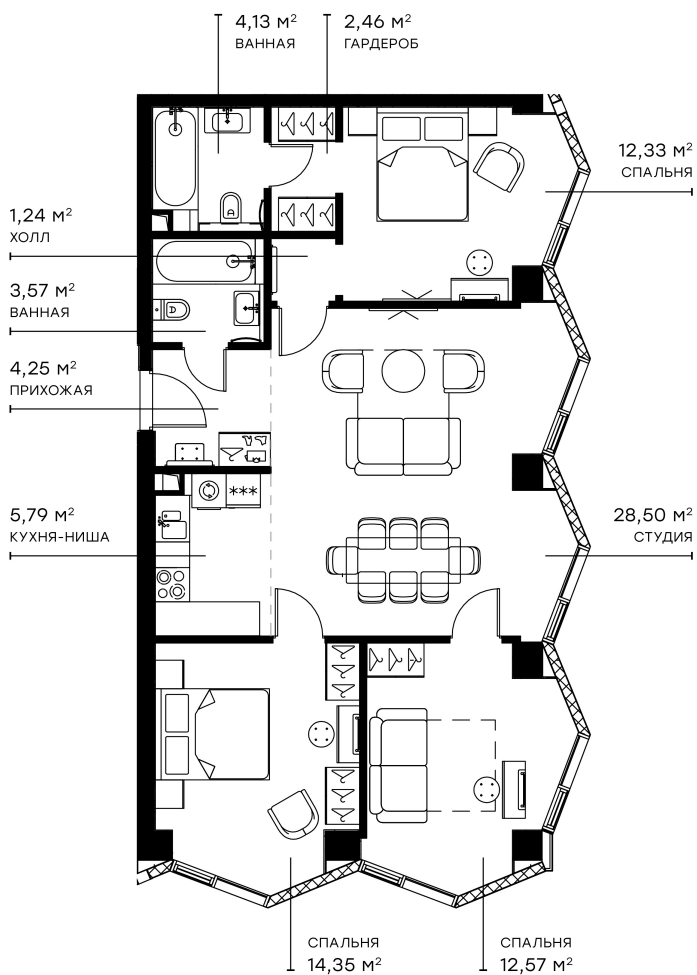 4,13 м²
ВАННАЯ
2,46 м²
ГАРДЕРОБ
12,33 м²
СПАЛЬНЯ
1,24 м²
ХОЛЛ
3,57 м²
ВАННАЯ
4,25 м²
ПРИХОЖАЯ
***
5,79 м²
КУХНЯ-НИША
28,50 м²
СТУДИЯ
СПАЛЬНЯ
14,35 м²
СПАЛЬНЯ
12,57 м²